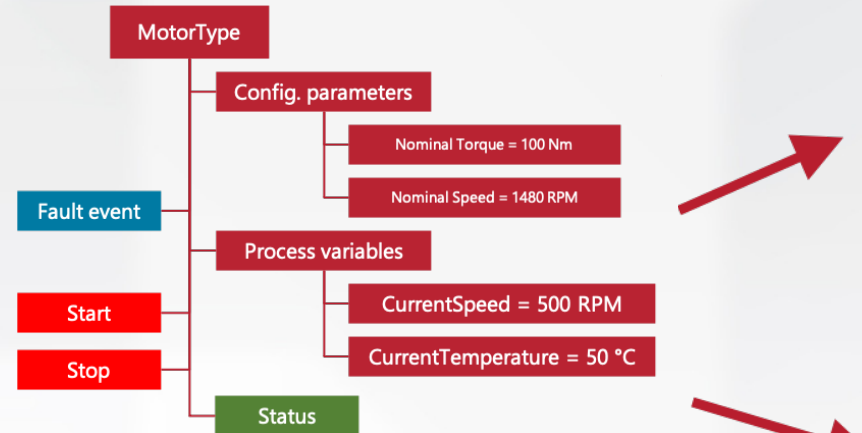 MotorType
Config. parameters
Nominal Torque = 100 Nm
Nominal Speed = 1480 RPM
Fault event
Process variables
CurrentSpeed = 500 RPM
Start
CurrentTemperature = 50 °C
Stop
Status